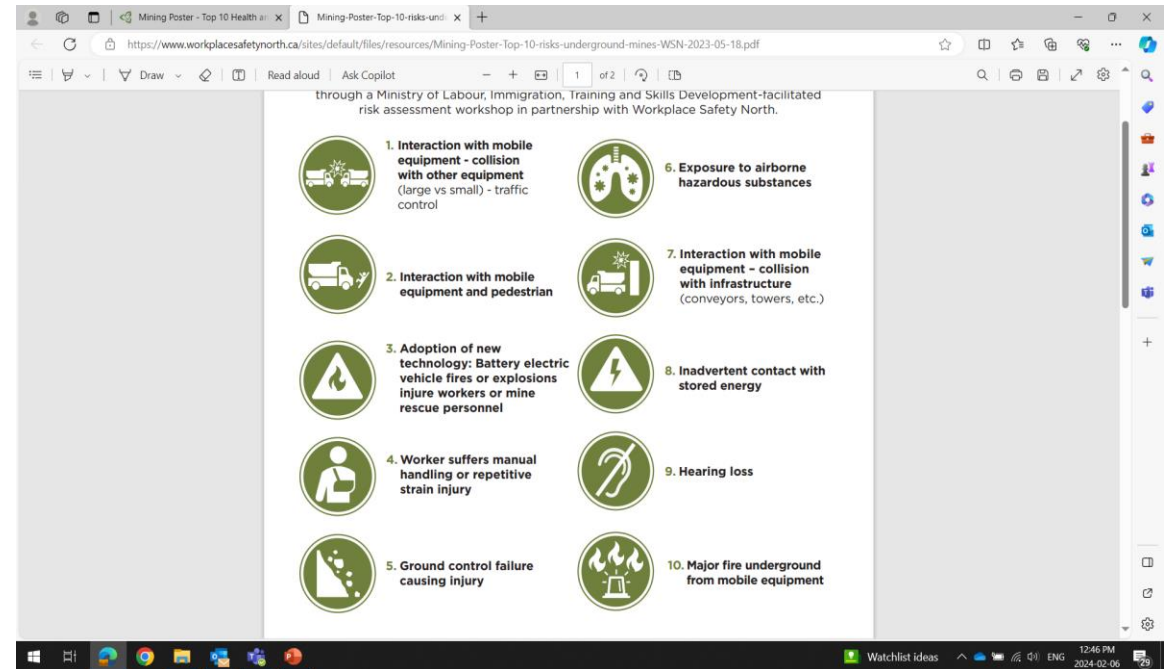 Mining Poster - Top 10 Health an
Mining-Poster-Top-10-risks-und
https://www.workplacesafetynorth.ca/sites/default/files/resources/Mining-Poster-Top-10-risks-underground-mines-WSN-2023-05-18.pdf
Draw
Read aloud
Ask Copilot
1 of 2
through a Ministry of Labour, Immigration, Training and Skills Development-facilitated
risk assessment workshop in partnership with Workplace Safety North.
1. Interaction with mobile
equipment - collision
with other equipment
(large vs small) - traffic
control
2. Interaction with mobile
equipment and pedestrian
3. Adoption of new
technology: Battery electric
vehicle fires or explosions
injure workers or mine
rescue personnel
4. Worker suffers manual
handling or repetitive
strain injury
5. Ground control failure
causing injury
6. Exposure to airborne
hazardous substances
7. Interaction with mobile
equipment – collision
with infrastructure
(conveyors, towers, etc.)
8. Inadvertent contact with
stored energy
9. Hearing loss
10. Major fire underground
from mobile equipment
Watchlist ideas
ENG
12:46 PM
2024-02-06
29